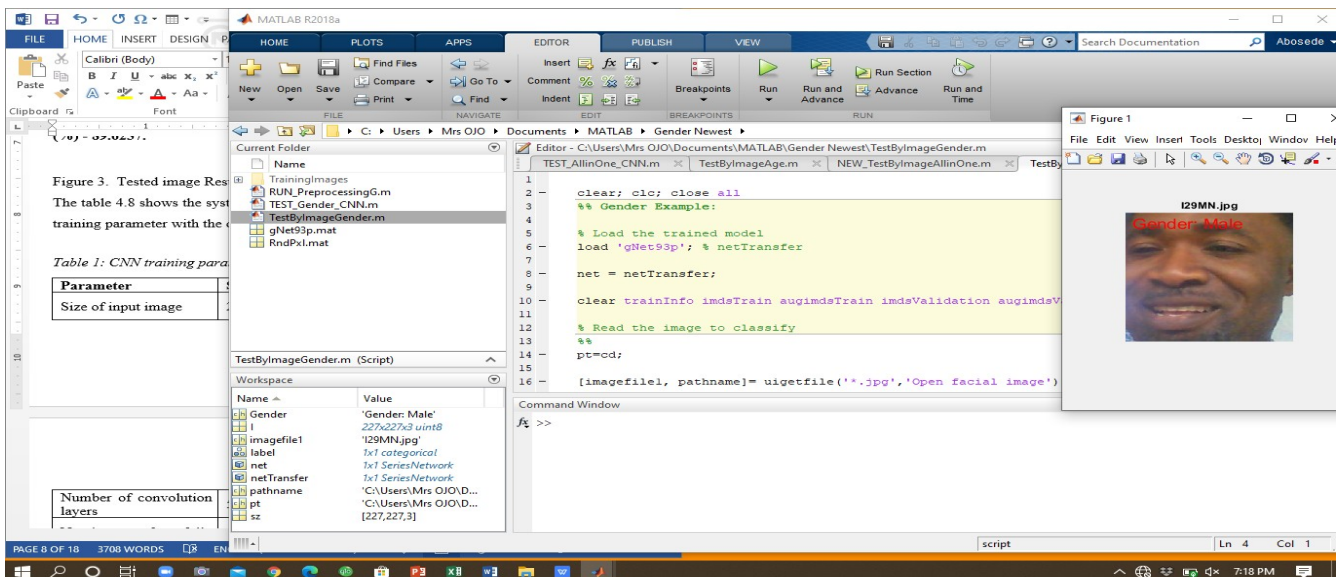 FILE HOME INSERT DESIGN
Calibri (Body)
Paste
B I U abc x₂ x²
A aby A Aa
Clipboard Font
Figure 3. Tested image Res
The table 4.8 shows the syst
training parameter with the
Table 1: CNN training para
Parameter
Size of input image
Number of convolution
layers
PAGE 8 OF 18 3708 WORDS EN
MATLAB R2018a
HOME PLOTS APPS EDITOR PUBLISH VIEW
Search Documentation Abosede
New Open Save
Find Files
Compare
Print
Go To
Find
Insert fx
Comment
Indent
Breakpoints
Run
Run and Advance
Run Section
Advance
Run and Time
FILE NAVIGATE EDIT BREAKPOINTS RUN
C: Users Mrs OJO Documents MATLAB Gender Newest
Current Folder
Name
TrainingImages
RUN_PreprocessingG.m
TEST_Gender_CNN.m
TestByImageGender.m
gNet93p.mat
RndPxl.mat
TestByImageGender.m (Script)
Workspace
Name Value
Gender 'Gender: Male'
I 227x227x3 uint8
imagefile1 'I29MN.jpg'
label 1x1 categorical
net 1x1 SeriesNetwork
netTransfer 1x1 SeriesNetwork
pathname 'C:\Users\Mrs OJO\D...
pt 'C:\Users\Mrs OJO\D...
sz [227,227,3]
Editor - C:\Users\Mrs OJO\Documents\MATLAB\Gender Newest\TestByImageGender.m
TEST_AllinOne_CNN.m TestByImageAge.m NEW_TestByImageAllinOne.m TestBy
1
2 clear; clc; close all
3 %% Gender Example:
4
5 % Load the trained model
6 load 'gNet93p'; % netTransfer
7
8 net = netTransfer;
9
10 clear trainInfo imdsTrain augimdsTrain imdsValidation augimdsV
11
12 % Read the image to classify
13 %%
14 pt=cd;
15
16 [imagefile1, pathname]= uigetfile('*.jpg','Open facial image')
Command Window
fx >>
script Ln 4 Col 1
Figure 1
File Edit View Insert Tools Desktop Window Help
I29MN.jpg
Gender: Male
7:18 PM